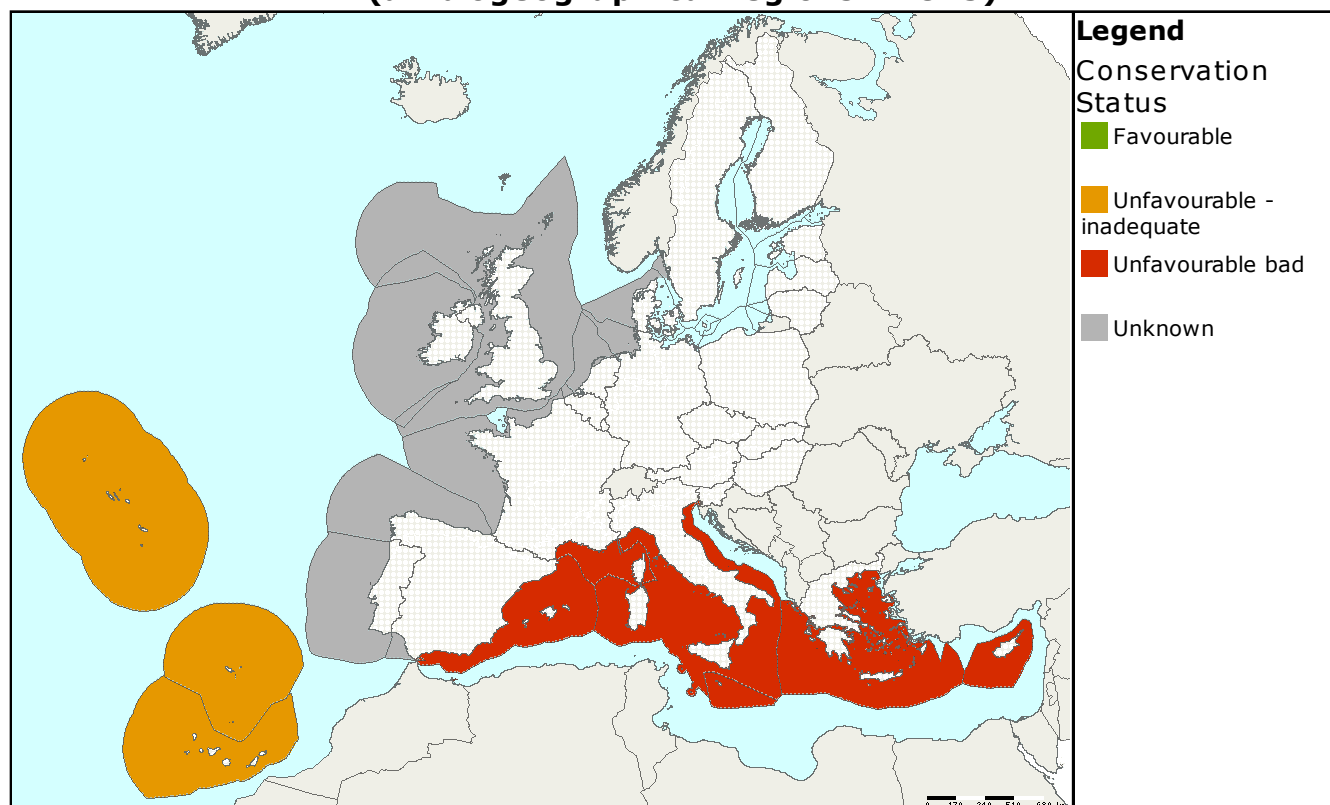 Legend
Conservation
Status
Favourable
Unfavourable -
inadequate
Unfavourable bad
Unknown